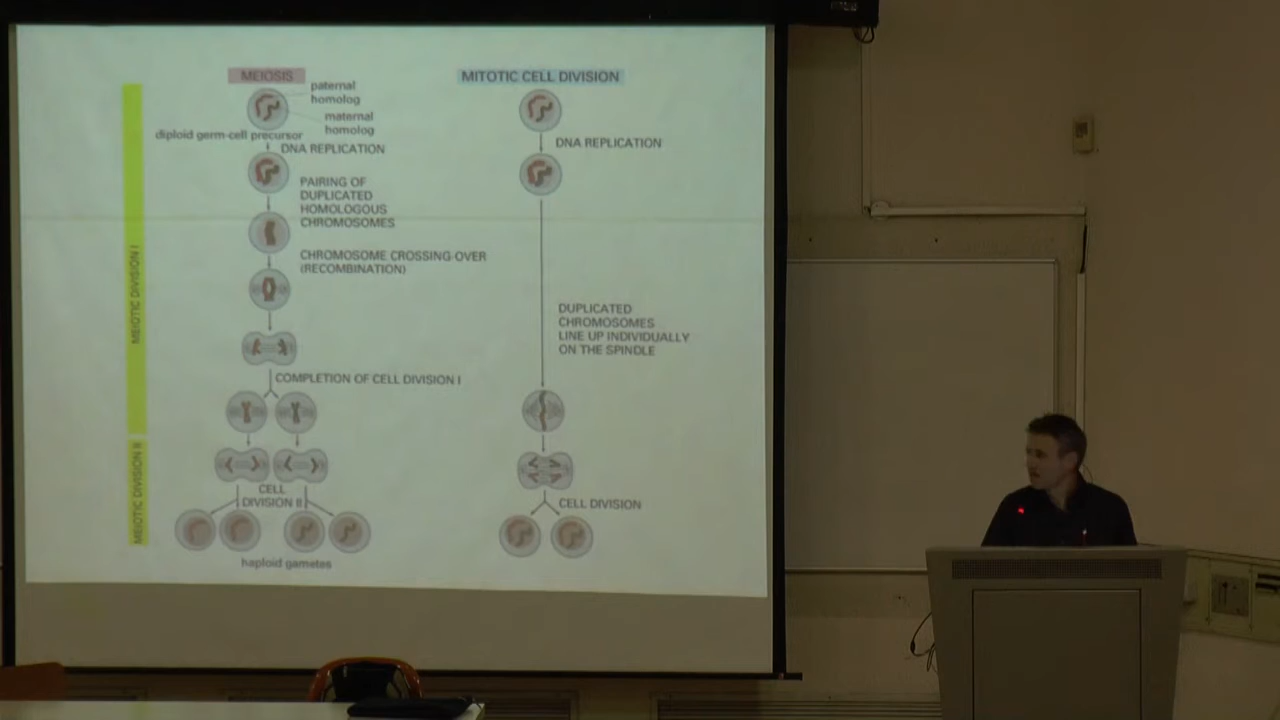 MEIOSIS
paternal
homolog
maternal
homolog
diploid germ-cell precursor
DNA REPLICATION
PAIRING OF
DUPLICATED
HOMOLOGOUS
CHROMOSOMES
CHROMOSOME CROSSING OVER
(RECOMBINATION)
COMPLETION OF CELL DIVISION I
CELL
DIVISION II
haploid gametes
MEIOTIC DIVISION I
MEIOTIC DIVISION II
MITOTIC CELL DIVISION
DNA REPLICATION
DUPLICATED
CHROMOSOMES
LINE UP INDIVIDUALLY
ON THE SPINDLE
CELL DIVISION